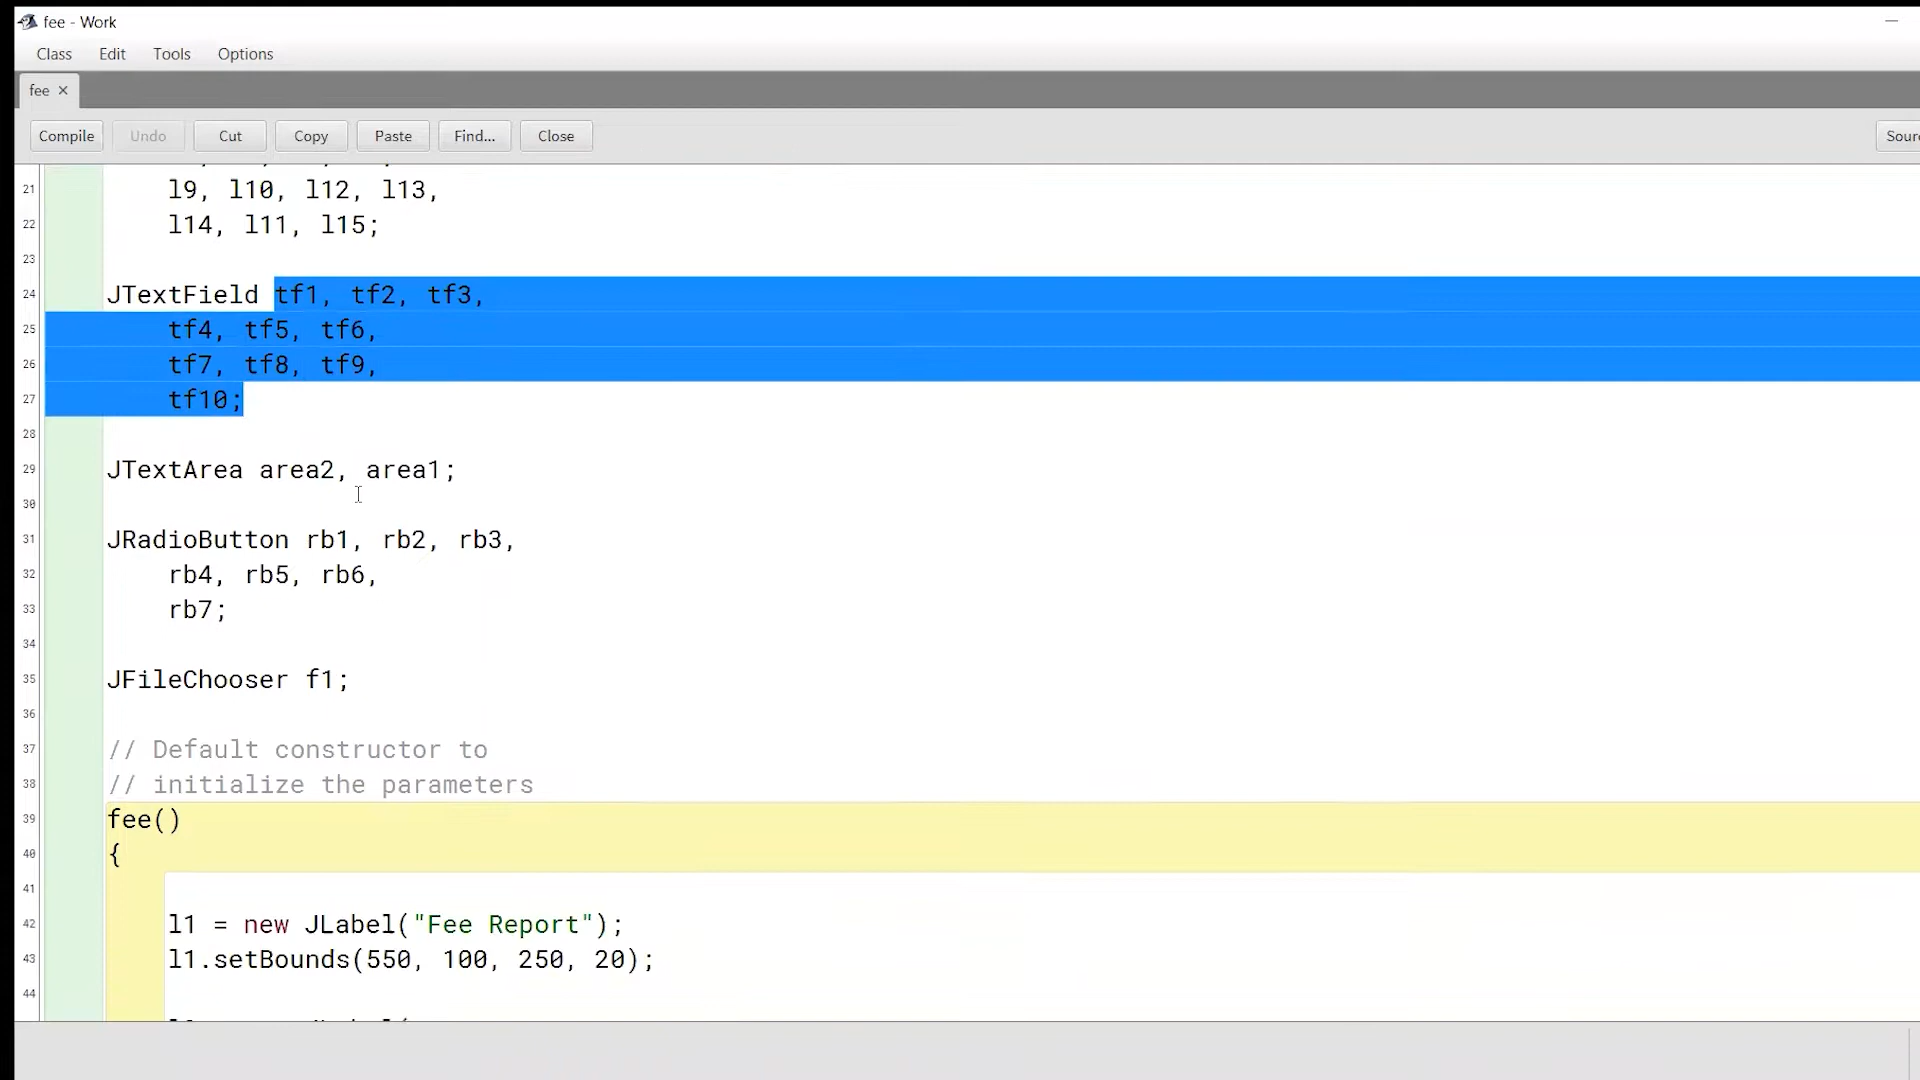 fee - Work
Class Edit Tools Options
fee ×
Compile Undo Cut Copy Paste Find... Close
21 l9, l10, l12, l13,
22 l14, l11, l15;
23
24 JTextField tf1, tf2, tf3,
25 tf4, tf5, tf6,
26 tf7, tf8, tf9,
27 tf10;
28
29 JTextArea area2, area1;
30
31 JRadioButton rb1, rb2, rb3,
32 rb4, rb5, rb6,
33 rb7;
34
35 JFileChooser f1;
36
37 // Default constructor to
38 // initialize the parameters
39 fee()
40 {
41
42 l1 = new JLabel("Fee Report");
43 l1.setBounds(550, 100, 250, 20);
44